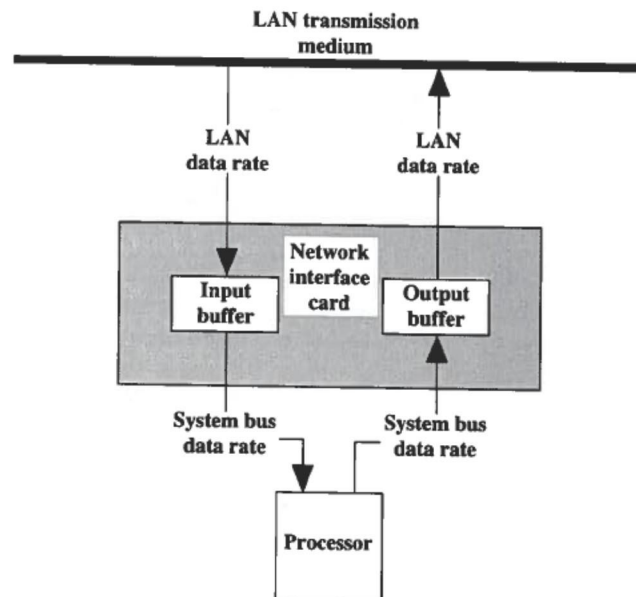 LAN transmission
medium
LAN
data rate
LAN
data rate
Network
interface
card
Input
buffer
Output
buffer
System bus
data rate
System bus
data rate
Processor